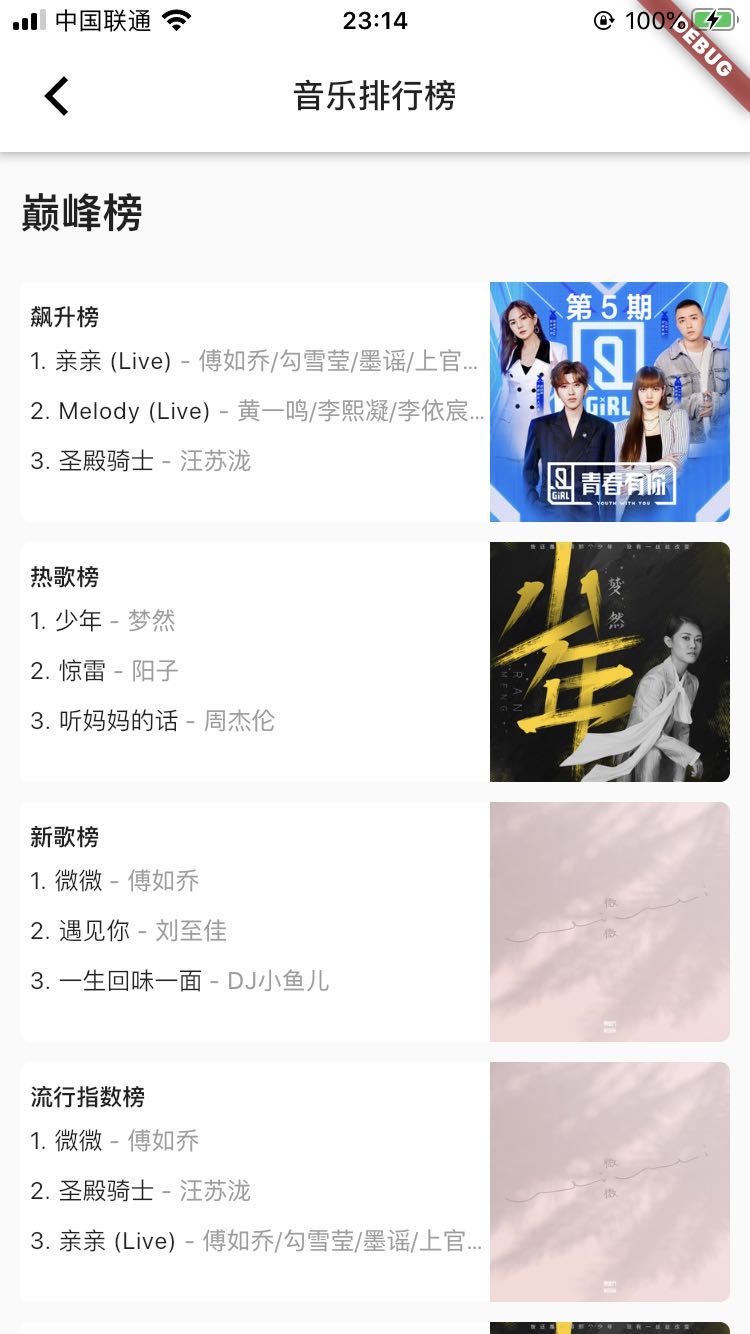 中国联通
23:14
100%
DEBUG
音乐排行榜
巅峰榜
飙升榜
1. 亲亲 (Live) - 傅如乔/勾雪莹/墨谣/上官...
2. Melody (Live) - 黄一鸣/李熙凝/李依宸...
3. 圣殿骑士 - 汪苏泷
第 5 期
GiRL
GiRL
青春有你
YOUTH WITH YOU
热歌榜
1. 少年 - 梦然
2. 惊雷 - 阳子
3. 听妈妈的话 - 周杰伦
少年
梦然
MENG RAN
新歌榜
1. 微微 - 傅如乔
2. 遇见你 - 刘至佳
3. 一生回味一面 - DJ小鱼儿
微
微
流行指数榜
1. 微微 - 傅如乔
2. 圣殿骑士 - 汪苏泷
3. 亲亲 (Live) - 傅如乔/勾雪莹/墨谣/上官...
微
微